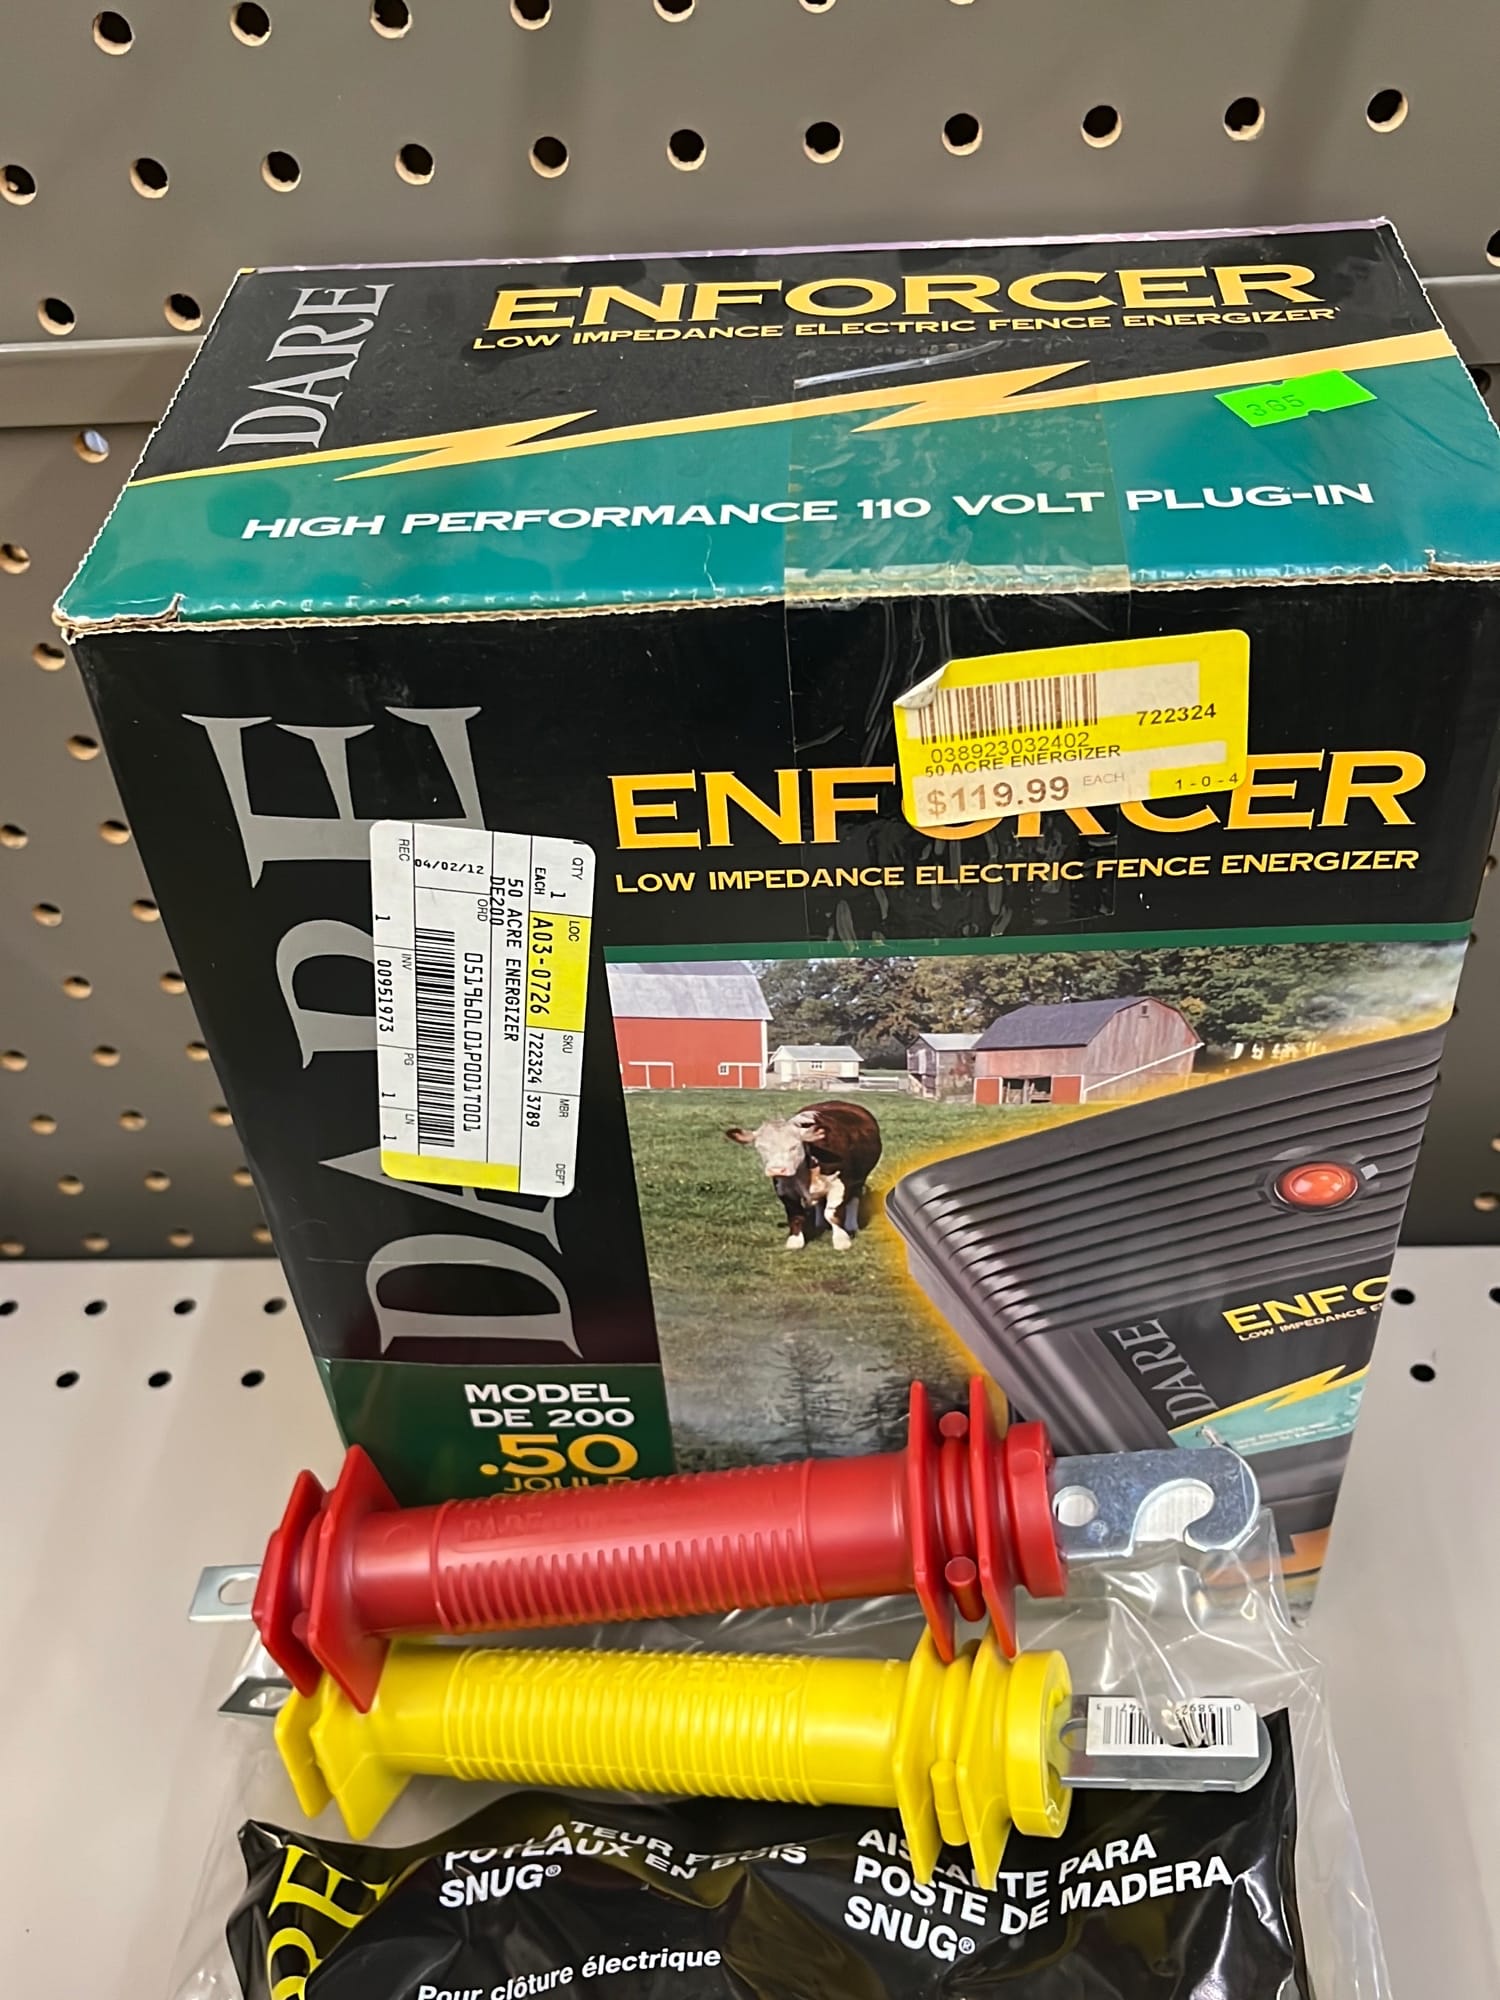 DARE
ENFORCER
LOW IMPEDANCE ELECTRIC FENCE ENERGIZER
365
HIGH PERFORMANCE 110 VOLT PLUG-IN
722324
038923032402
50 ACRE ENERGIZER
$119.99 EACH
1-0-4
DARE
ENFORCER
LOW IMPEDANCE ELECTRIC FENCE ENERGIZER
QTY LOC SKU MBR DEPT
1
EACH A03-0726 722324 3789
50 ACRE ENERGIZER
DE200
ORD
05196OL01P001T001
REC 04/02/12
INV PG LN
1 00951973 1 1
ENFO
LOW IMPEDANCE E
DARE
MODEL
DE 200
.50
JOULE
DARE
POTEAUX EN BOIS
SNUG®
Pour clôture électrique
PARA
POSTE DE MADERA
SNUG®